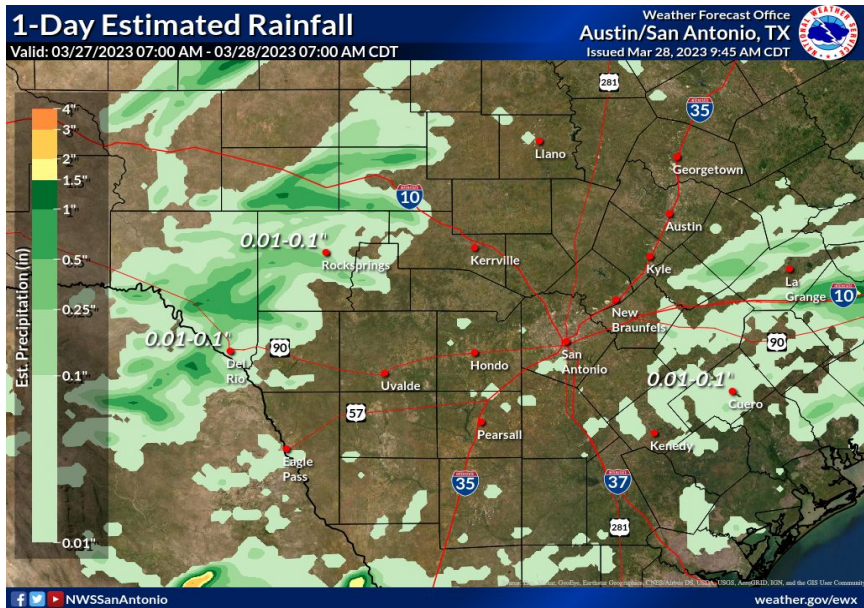 1-Day Estimated Rainfall
Valid: 03/27/2023 07:00 AM - 03/28/2023 07:00 AM CDT
Weather Forecast Office
Austin/San Antonio, TX
Issued Mar 28, 2023 9:45 AM CDT
NATIONAL WEATHER SERVICE
Est. Precipitation (in)
4"
3"
2"
1.5"
1"
0.5"
0.25"
0.1"
0.01"
281
35
Llano
Georgetown
10
Austin
0.01-0.1"
Rocksprings
Kerrville
Kyle
La
Grange
10
New
Braunfels
0.01-0.1"
Del
Rio
90
Hondo
San
Antonio
90
Uvalde
0.01-0.1"
Cuero
57
Pearsall
Kenedy
Eagle
Pass
35
37
281
NWSSanAntonio
weather.gov/ewx